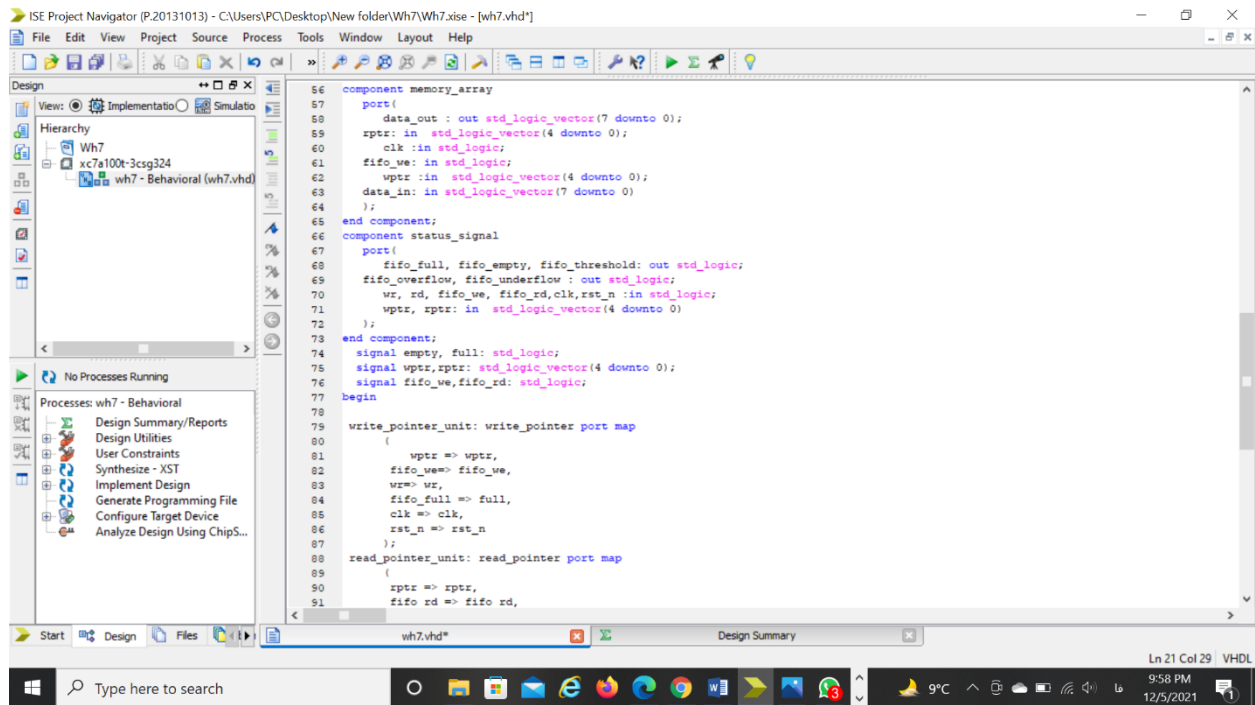 ISE Project Navigator (P.20131013) - C:\Users\PC\Desktop\New folder\Wh7\Wh7.xise - [wh7.vhd*]
File Edit View Project Source Process Tools Window Layout Help
Design
View: Implementatio Simulatio
Hierarchy
Wh7
xc7a100t-3csg324
wh7 - Behavioral (wh7.vhd)
No Processes Running
Processes: wh7 - Behavioral
Design Summary/Reports
Design Utilities
User Constraints
Synthesize - XST
Implement Design
Generate Programming File
Configure Target Device
Analyze Design Using ChipS...
Start Design Files
56 component memory_array
57 port(
58 data_out : out std_logic_vector(7 downto 0);
59 rptr: in std_logic_vector(4 downto 0);
60 clk :in std_logic;
61 fifo_we: in std_logic;
62 wptr :in std_logic_vector(4 downto 0);
63 data_in: in std_logic_vector(7 downto 0)
64 );
65 end component;
66 component status_signal
67 port(
68 fifo_full, fifo_empty, fifo_threshold: out std_logic;
69 fifo_overflow, fifo_underflow : out std_logic;
70 wr, rd, fifo_we, fifo_rd,clk,rst_n :in std_logic;
71 wptr, rptr: in std_logic_vector(4 downto 0)
72 );
73 end component;
74 signal empty, full: std_logic;
75 signal wptr,rptr: std_logic_vector(4 downto 0);
76 signal fifo_we,fifo_rd: std_logic;
77 begin
78
79 write_pointer_unit: write_pointer port map
80 (
81 wptr => wptr,
82 fifo_we=> fifo_we,
83 wr=> wr,
84 fifo_full => full,
85 clk => clk,
86 rst_n => rst_n
87 );
88 read_pointer_unit: read_pointer port map
89 (
90 rptr => rptr,
91 fifo_rd => fifo_rd,
wh7.vhd* Design Summary
Ln 21 Col 29 VHDL
Type here to search
3
9°C
فا
9:58 PM
12/5/2021
1